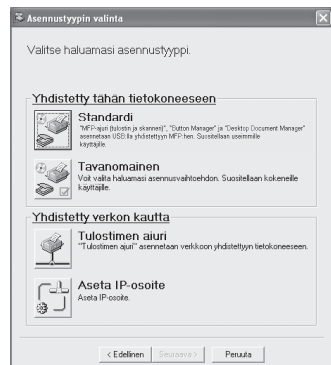 Asennustyypin valinta
Valitse haluamasi asennustyyppi.
Yhdistetty tähän tietokoneeseen
Standardi
"MFP-ajuri (tulostin ja skanneri)", "Button Manager" ja "Desktop Document Manager"
asennetaan USB:llä yhdistettyyn MFP:hen. Suositellaan useimmille
käyttäjille.
Tavanomainen
Voit valita haluamasi asennusvaihtoehdon. Suositellaan kokeneille
käyttäjille.
Yhdistetty verkon kautta
Tulostimen ajuri
"Tulostimen ajuri" asennetaan verkkoon yhdistettyyn tietokoneeseen.
Aseta IP-osoite
Aseta IP-osoite.
< Edellinen
Seuraava >
Peruuta